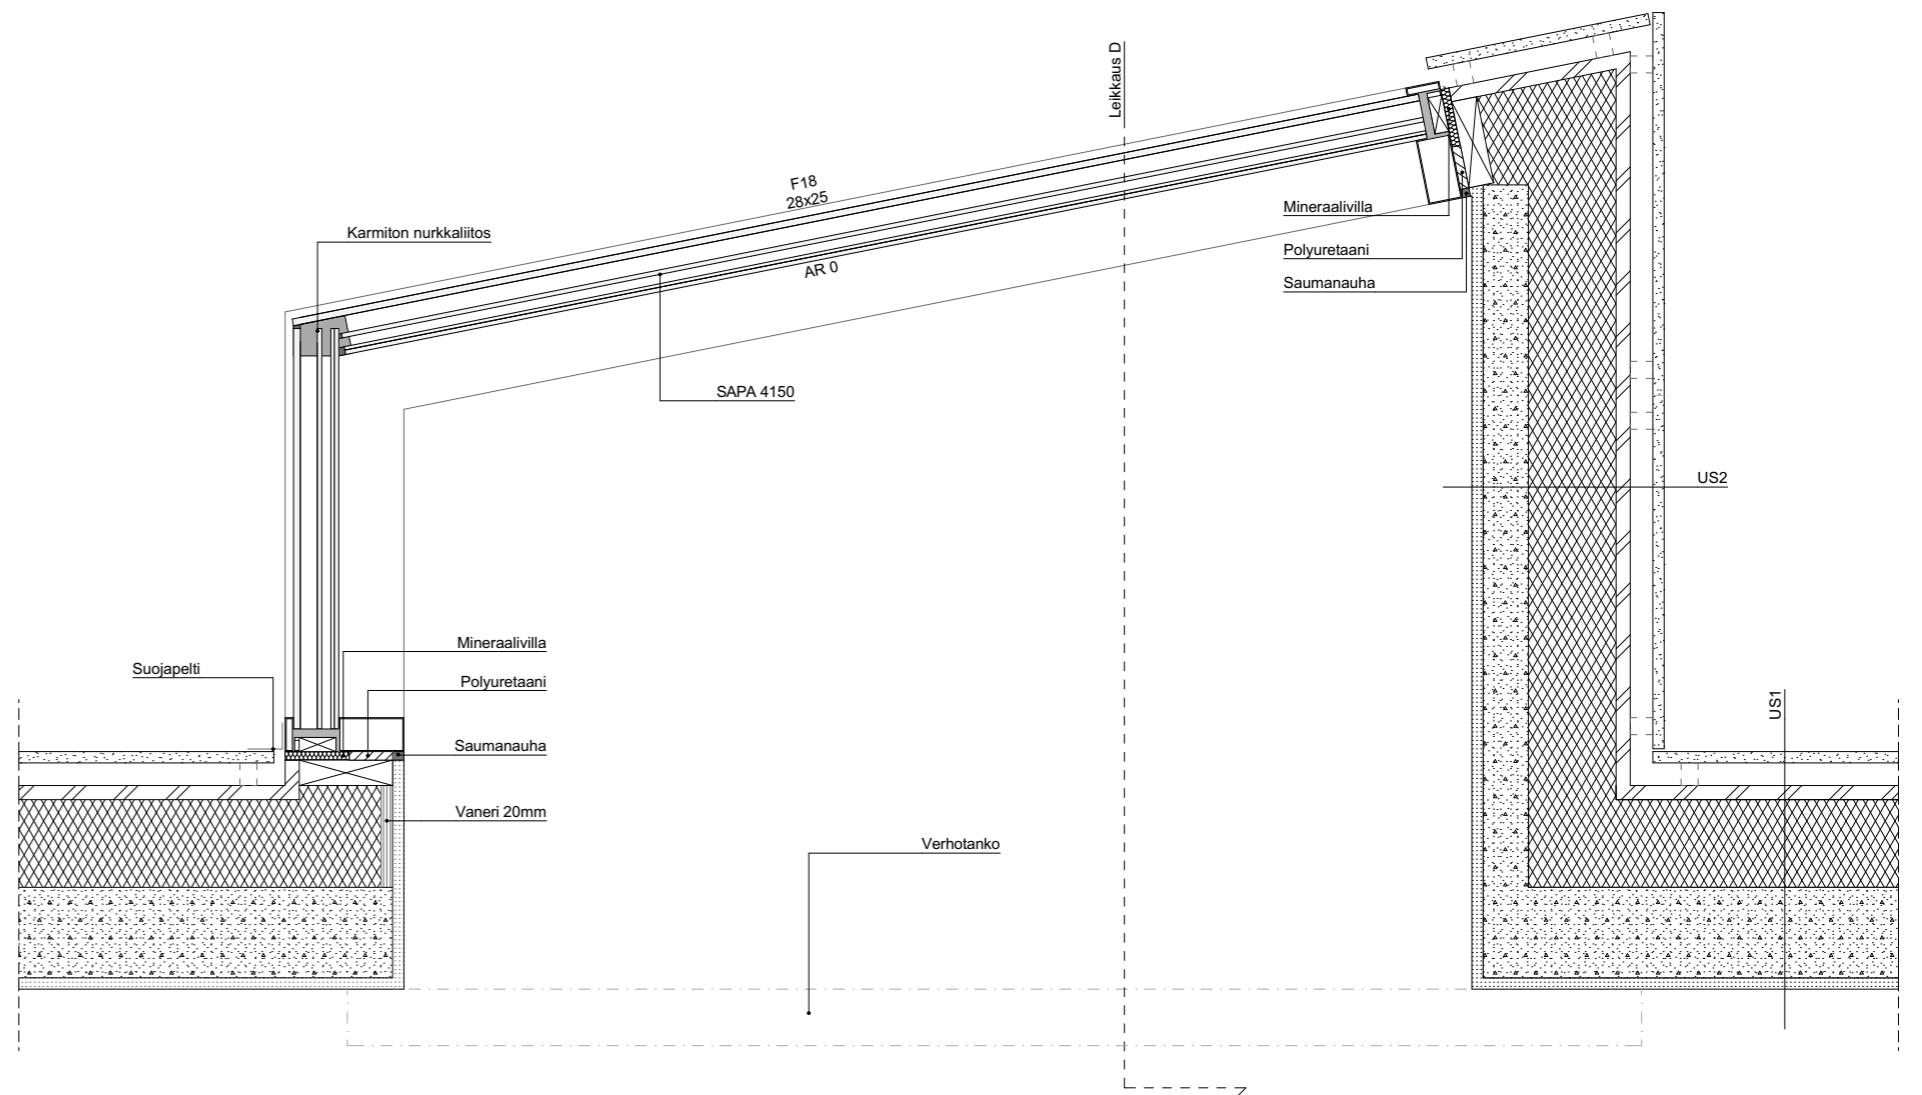 Leikkaus D
F18
28x25
Karmiton nurkkaliitos
AR 0
Mineraalivilla
Polyuretaani
Saumanauha
SAPA 4150
US2
Mineraalivilla
Suojapelti
Polyuretaani
US1
Saumanauha
Vaneri 20mm
Verhotanko